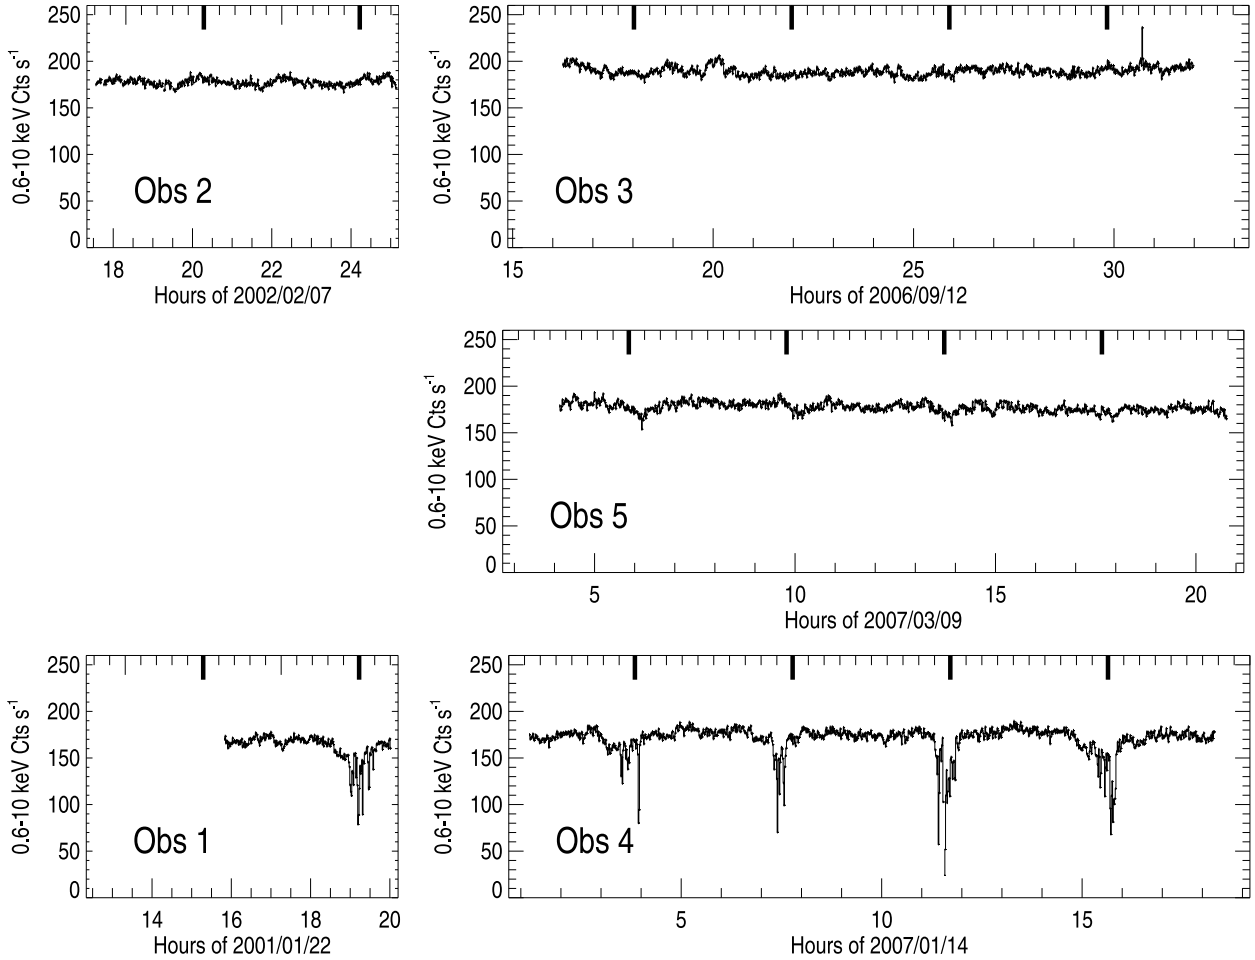 250
200
150
100
50
0
0.6-10 keV Cts s⁻¹
Obs 2
18 20 22 24
Hours of 2002/02/07
250
200
150
100
50
0
0.6-10 keV Cts s⁻¹
Obs 3
15 20 25 30
Hours of 2006/09/12
250
200
150
100
50
0
0.6-10 keV Cts s⁻¹
Obs 5
5 10 15 20
Hours of 2007/03/09
250
200
150
100
50
0
0.6-10 keV Cts s⁻¹
Obs 1
14 16 18 20
Hours of 2001/01/22
250
200
150
100
50
0
0.6-10 keV Cts s⁻¹
Obs 4
5 10 15
Hours of 2007/01/14